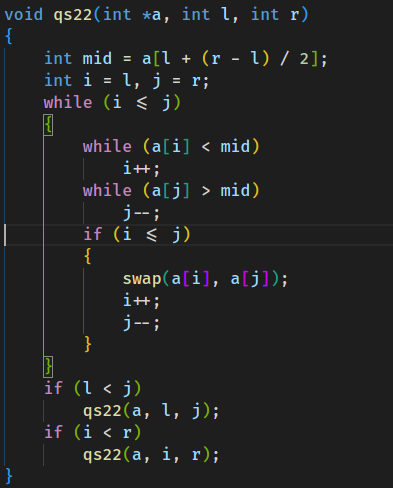 void qs22(int *a, int l, int r)
{
    int mid = a[l + (r - l) / 2];
    int i = l, j = r;
    while (i <= j)
    {
        while (a[i] < mid)
            i++;
        while (a[j] > mid)
            j--;
        if (i <= j)
        {
            swap(a[i], a[j]);
            i++;
            j--;
        }
    }
    if (l < j)
        qs22(a, l, j);
    if (i < r)
        qs22(a, i, r);
}